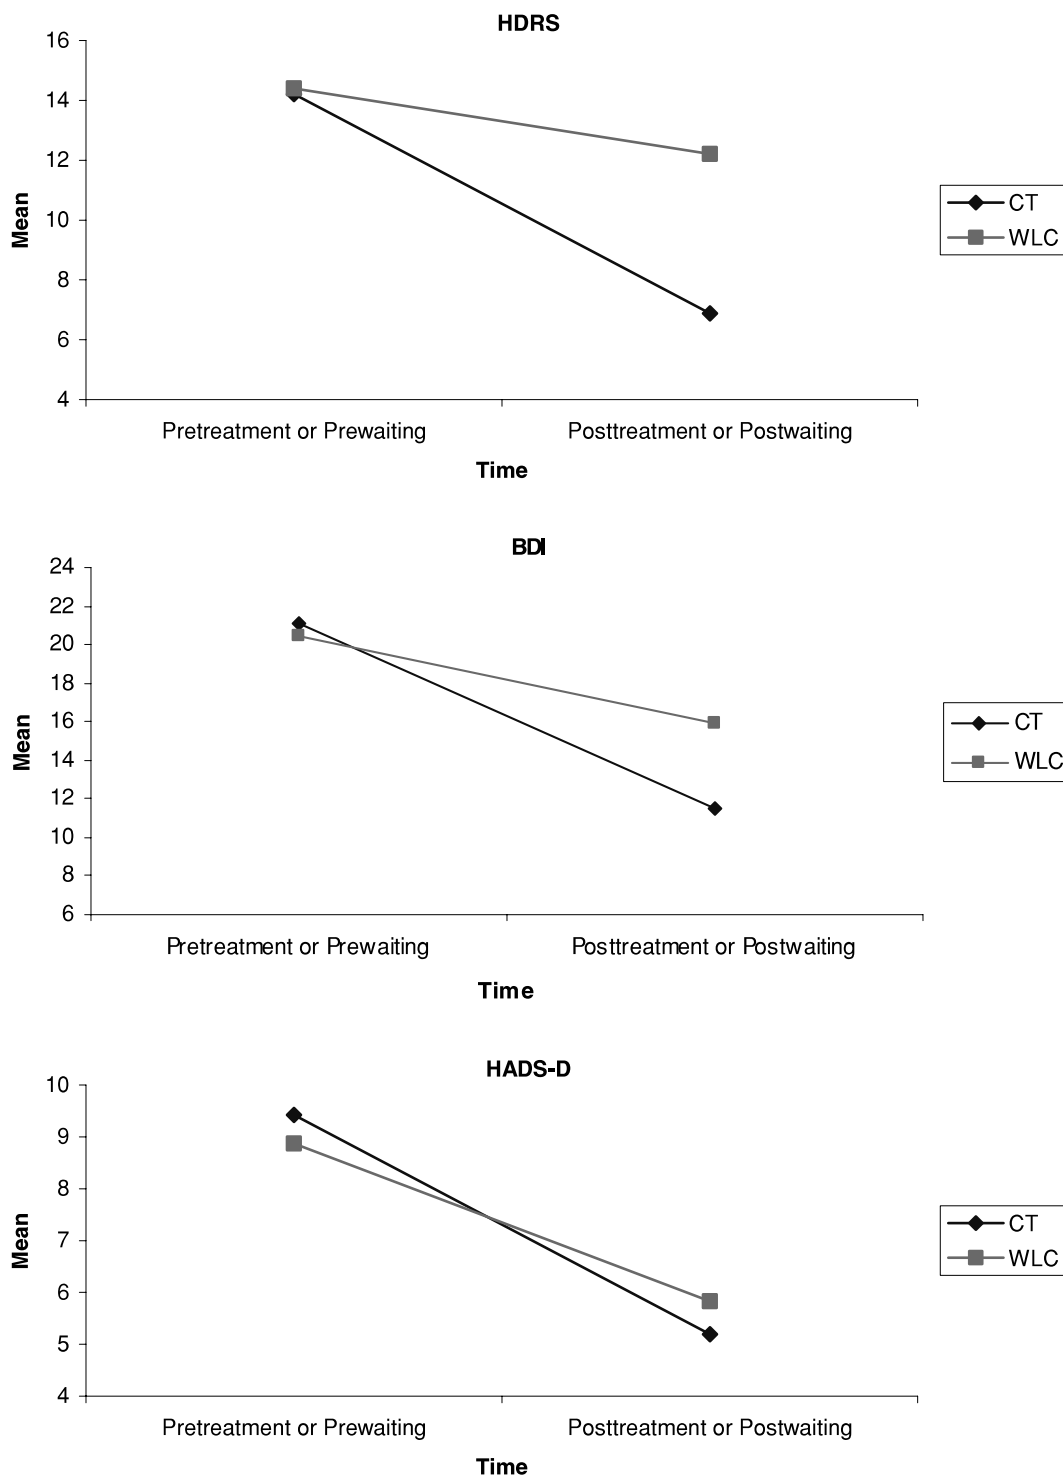 HDRS
16
14
12
10
8
6
4
Mean
Pretreatment or Prewaiting
Posttreatment or Postwaiting
Time
CT
WLC
BDI
24
22
20
18
16
14
12
10
8
6
Mean
Pretreatment or Prewaiting
Posttreatment or Postwaiting
Time
CT
WLC
HADS-D
10
9
8
7
6
5
4
Mean
Pretreatment or Prewaiting
Posttreatment or Postwaiting
Time
CT
WLC